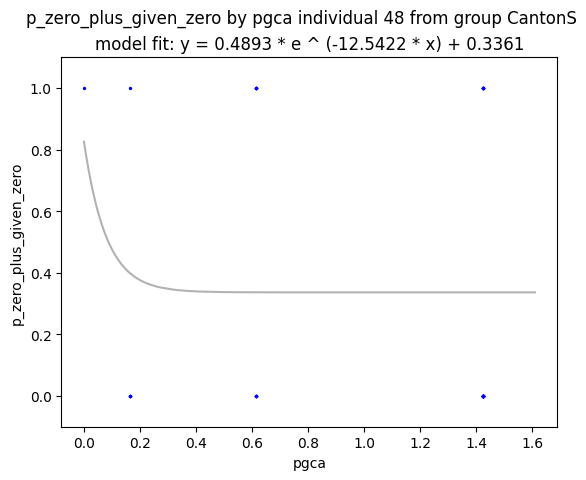 p_zero_plus_given_zero by pgca individual 48 from group CantonS
model fit: y = 0.4893 * e ^ (-12.5422 * x) + 0.3361
1.0
0.8
0.6
0.4
0.2
0.0
p_zero_plus_given_zero
0.0 0.2 0.4 0.6 0.8 1.0 1.2 1.4 1.6
pgca